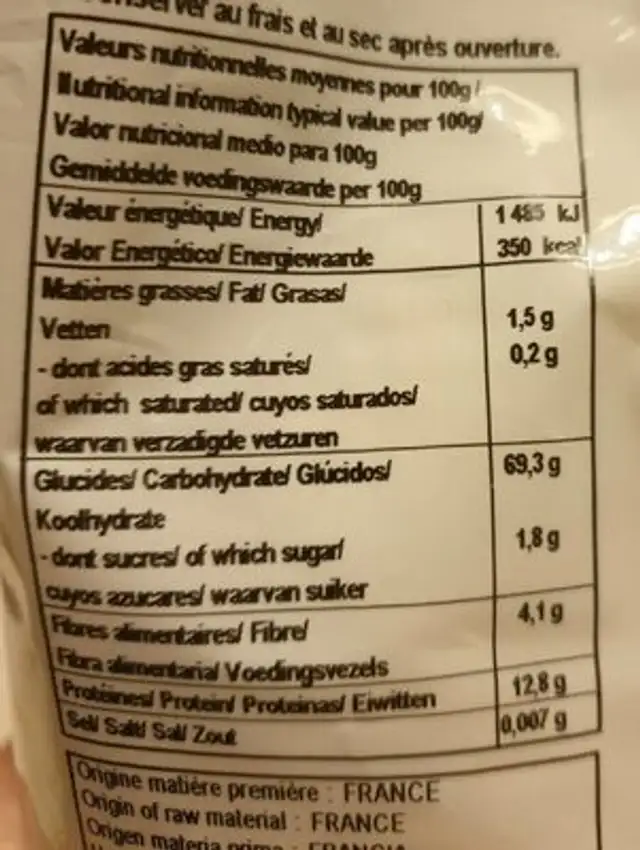 ver au frais et au sec après ouverture.
Valeurs nutritionnelles moyennes pour 100g /
Nutritional information typical value per 100g/
Valor nutricional medio para 100g
Gemiddelde voedingswaarde per 100g
Valeur énergétique/ Energy/ 1 485 kJ
Valor Energético/ Energiewaarde 350 kcal
Matières grasses/ Fat/ Grasas/
Vetten 1,5 g
- dont acides gras saturés/ 0,2 g
of which saturated/ cuyos saturados/
waarvan verzadigde vetzuren
Glucides/ Carbohydrate/ Glúcidos/ 69,3 g
Koolhydrate
- dont sucres/ of which sugar/ 1,8 g
cuyos azucares/ waarvan suiker
Fibres alimentaires/ Fibre/ 4,1 g
Fibra alimentaria/ Voedingsvezels
Protéines/ Protein/ Proteinas/ Eiwitten 12,8 g
Sel/ Salt/ Sal/ Zout 0,007 g
Origine matière première : FRANCE
Origin of raw material : FRANCE
Origen materia prima : FRANCIA